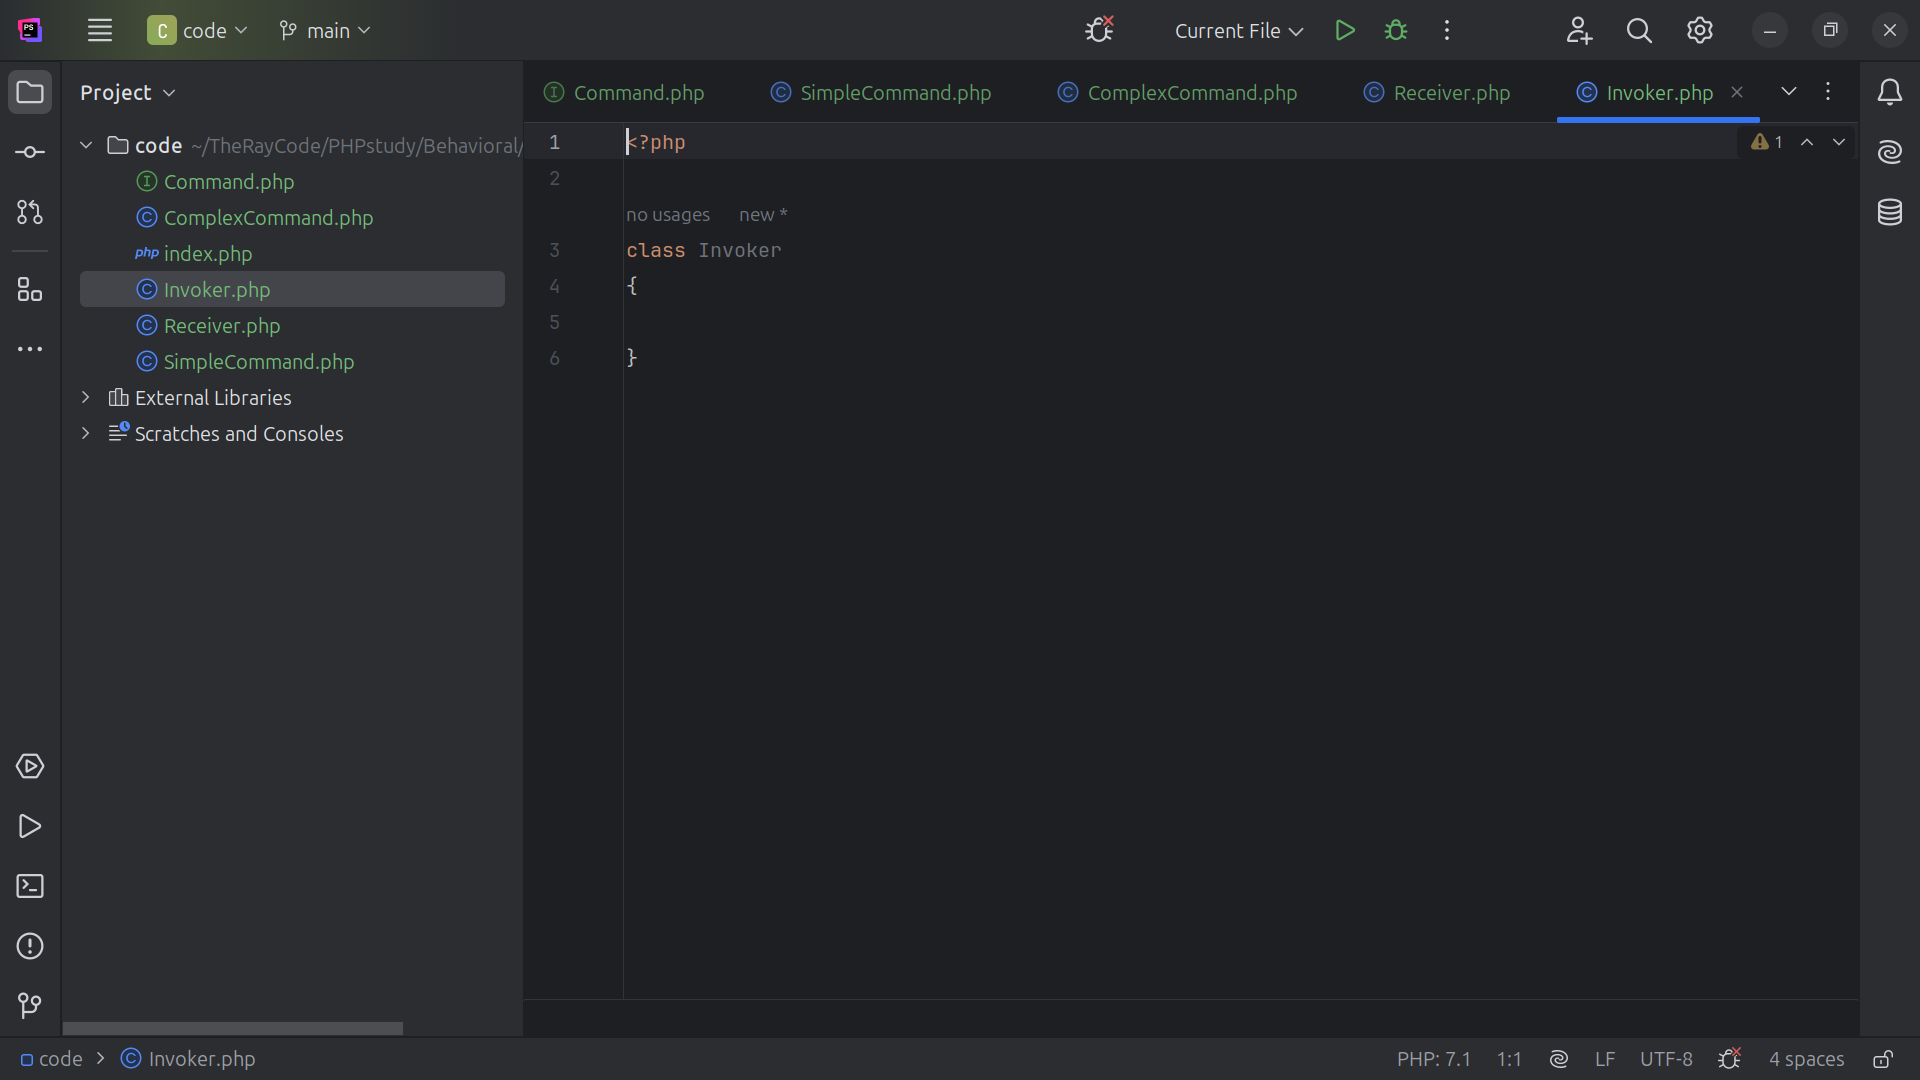 PS
C code
main
Current File
Project
Command.php
SimpleCommand.php
ComplexCommand.php
Receiver.php
Invoker.php
code ~/TheRayCode/PHPstudy/Behavioral/
Command.php
ComplexCommand.php
php index.php
Invoker.php
Receiver.php
SimpleCommand.php
External Libraries
Scratches and Consoles
1 <?php
1
2
no usages new *
3 class Invoker
4 {
5
6 }
code > Invoker.php
PHP: 7.1 1:1 LF UTF-8 4 spaces